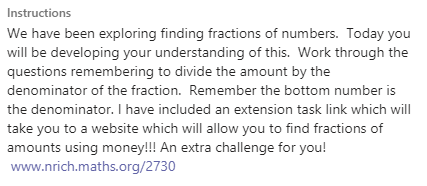 Instructions
We have been exploring finding fractions of numbers.  Today you
will be developing your understanding of this.  Work through the
questions remembering to divide the amount by the
denominator of the fraction.  Remember the bottom number is
the denominator. I have included an extension task link which will
take you to a website which will allow you to find fractions of
amounts using money!!! An extra challenge for you!
www.nrich.maths.org/2730